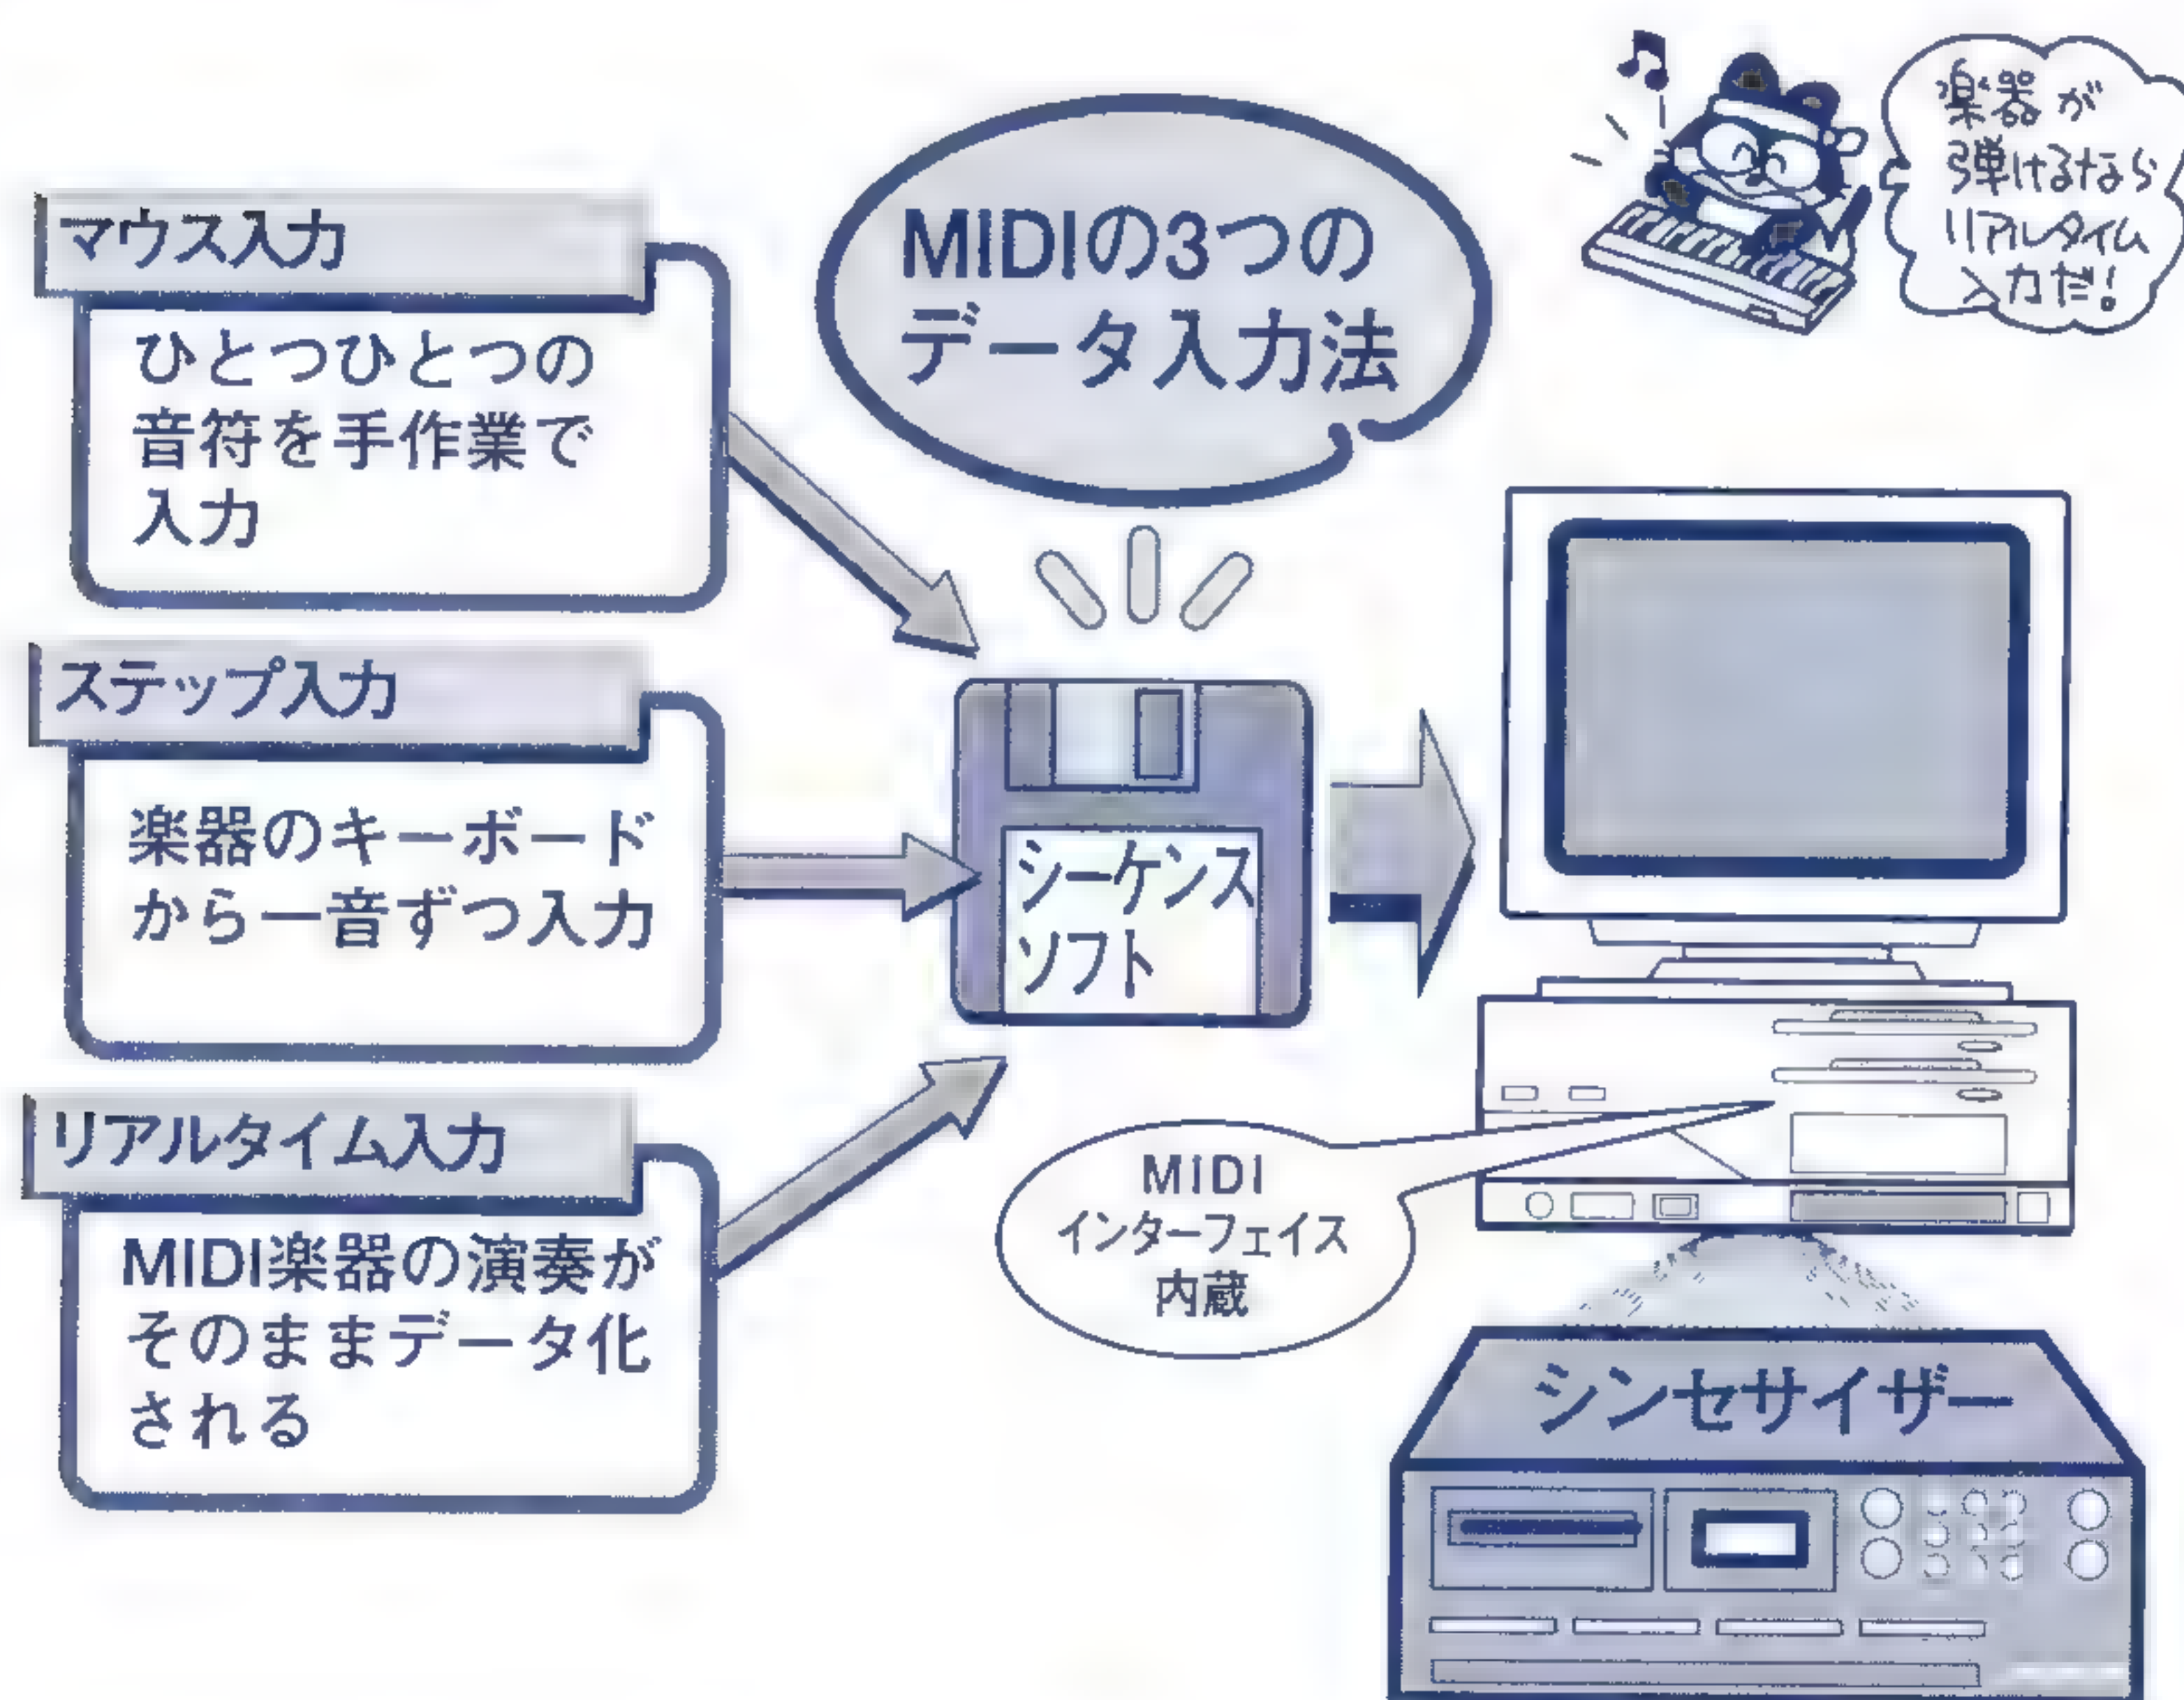 MIDIの3つの
データ入力法
楽器が
弾けるなら
リアルタイム
入力だ!
マウス入力
ひとつひとつの
音符を手作業で
入力
ステップ入力
楽器のキーボード
から一音ずつ入力
リアルタイム入力
MIDI楽器の演奏が
そのままデータ化
される
シーケンス
ソフト
MIDI
インターフェイス
内蔵
シンセサイザー